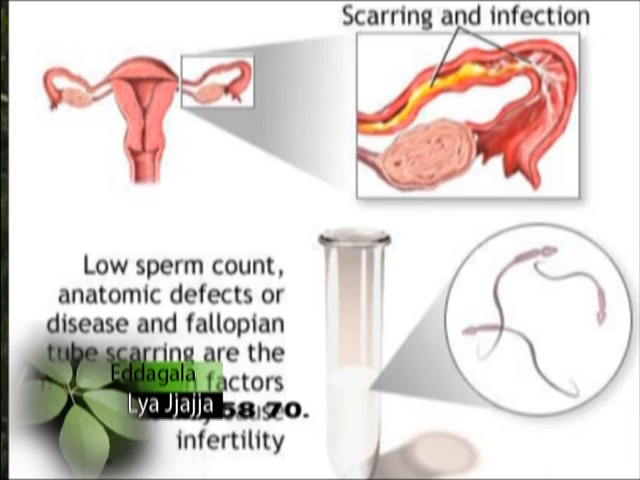 Scarring and infection
Low sperm count,
anatomic defects or
disease and fallopian
tube scarring are the
factors
infertility
Eddagala
Lya Jjajja
58 70.